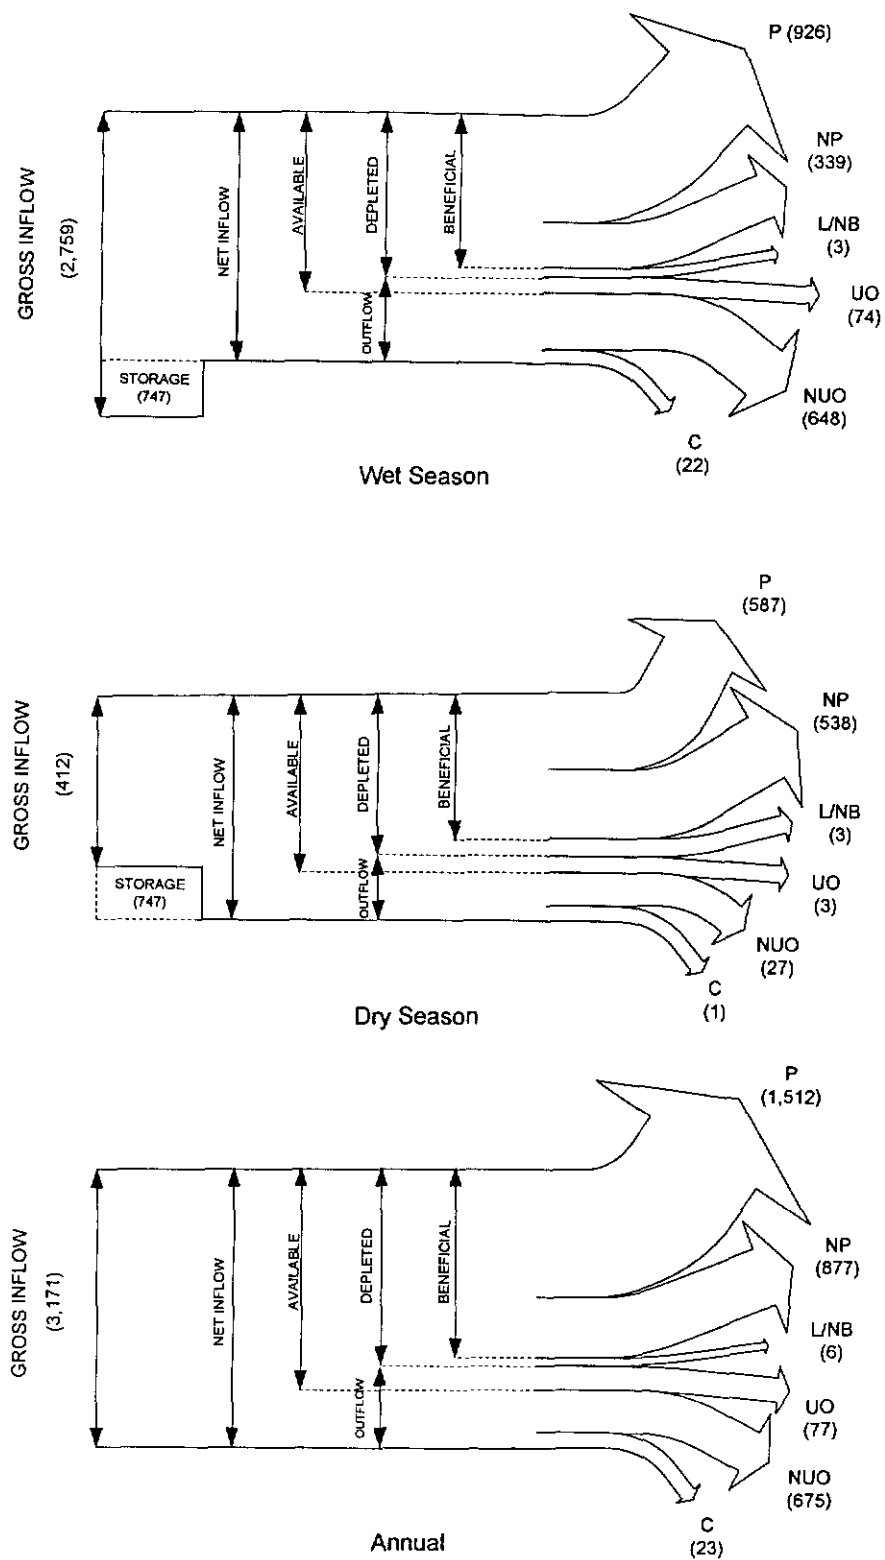 P (926)
NP
(339)
L/NB
(3)
UO
(74)
NUO
(648)
C
(22)
GROSS INFLOW
(2,759)
NET INFLOW
AVAILABLE
DEPLETED
BENEFICIAL
OUTFLOW
STORAGE
(747)
Wet Season
P
(587)
NP
(538)
L/NB
(3)
UO
(3)
NUO
(27)
C
(1)
GROSS INFLOW
(412)
NET INFLOW
AVAILABLE
DEPLETED
BENEFICIAL
OUTFLOW
STORAGE
(747)
Dry Season
P
(1,512)
NP
(877)
L/NB
(6)
UO
(77)
NUO
(675)
C
(23)
GROSS INFLOW
(3,171)
NET INFLOW
AVAILABLE
DEPLETED
BENEFICIAL
OUTFLOW
Annual